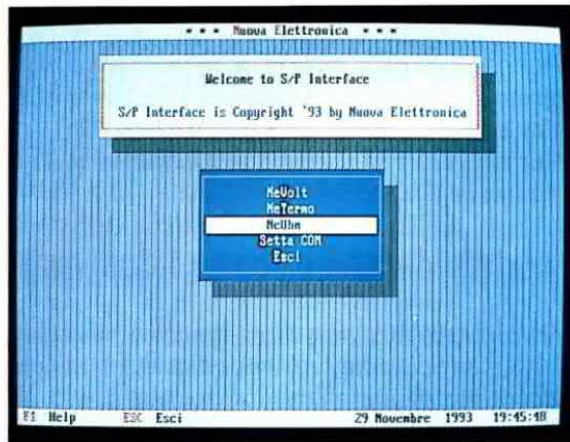 * * * Nuova Elettronica * * *
Welcome to S/P Interface
S/P Interface is Copyright '93 by Nuova Elettronica
NeVolt
NeTermo
NeOhm
Setta COM
Esci
F1 Help ESC Esci 29 Novembre 1993 19:45:48